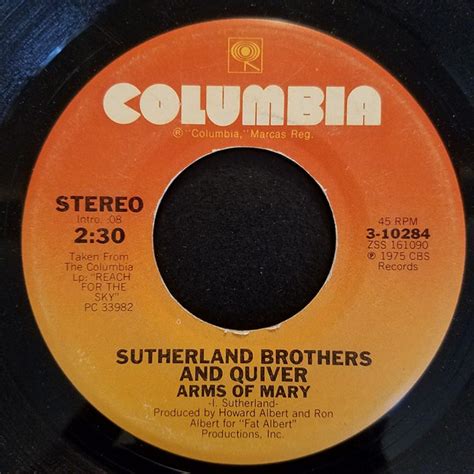 COLUMBIA
® "Columbia," Marcas Reg.
STEREO
Intro. :08
2:30
Taken From
The Columbia
Lp: "REACH
FOR THE
SKY"
PC 33982
45 RPM
3-10284
ZSS 161090
℗ 1975 CBS
Records
SUTHERLAND BROTHERS
AND QUIVER
ARMS OF MARY
-I. Sutherland-
Produced by Howard Albert and Ron
Albert for "Fat Albert"
Productions, Inc.